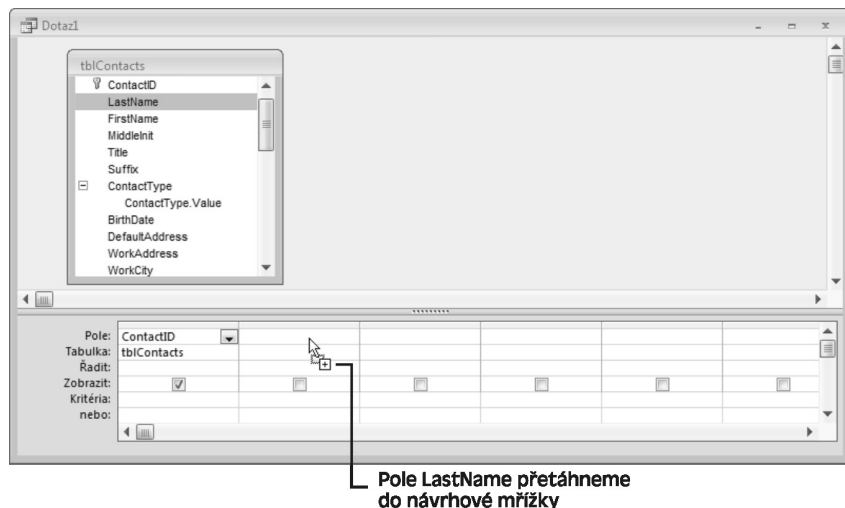 Dotaz1
tblContacts
ContactID
LastName
FirstName
MiddleInit
Title
Suffix
ContactType
ContactType.Value
BirthDate
DefaultAddress
WorkAddress
WorkCity
Pole: ContactID
Tabulka: tblContacts
Řadit:
Zobrazit:
Kritéria:
nebo:
Pole LastName přetáhneme
do návrhové mřížky